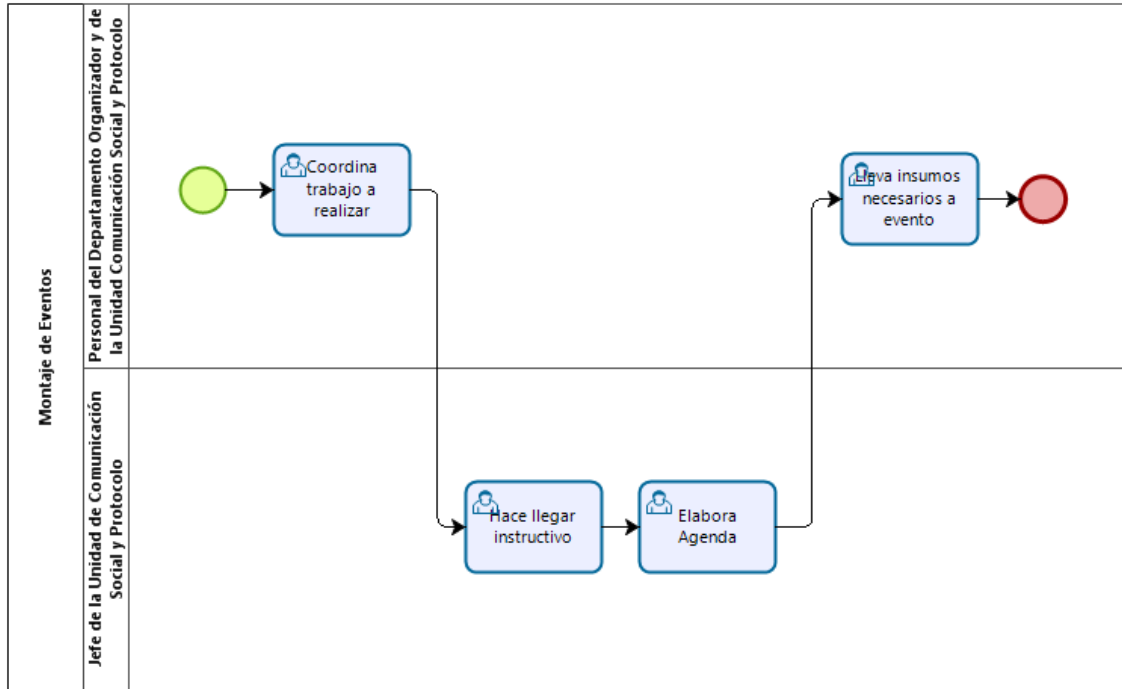 Montaje de Eventos
Personal del Departamento Organizador y de
la Unidad Comunicación Social y Protocolo
Coordina
trabajo a
realizar
Lleva insumos
necesarios a
evento
Jefe de la Unidad de Comunicación
Social y Protocolo
Hace llegar
instructivo
Elabora
Agenda